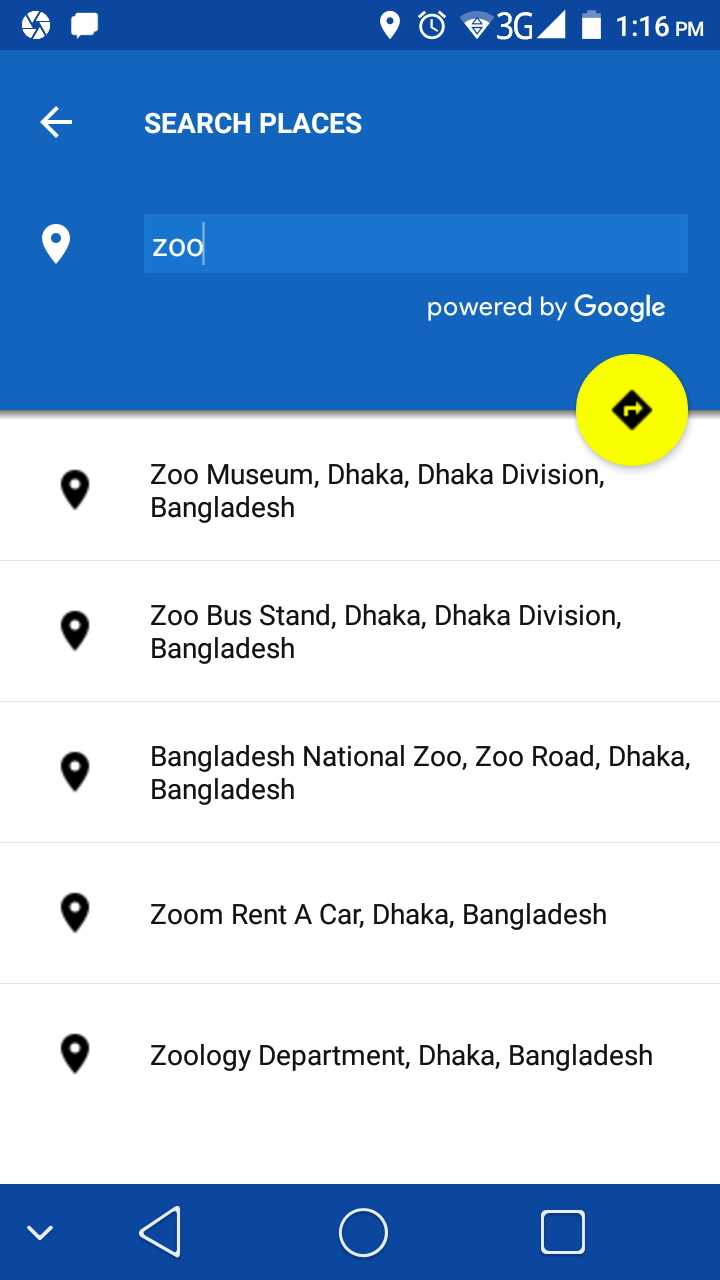 3G 1:16 PM
SEARCH PLACES
zoo
powered by Google
Zoo Museum, Dhaka, Dhaka Division,
Bangladesh
Zoo Bus Stand, Dhaka, Dhaka Division,
Bangladesh
Bangladesh National Zoo, Zoo Road, Dhaka,
Bangladesh
Zoom Rent A Car, Dhaka, Bangladesh
Zoology Department, Dhaka, Bangladesh